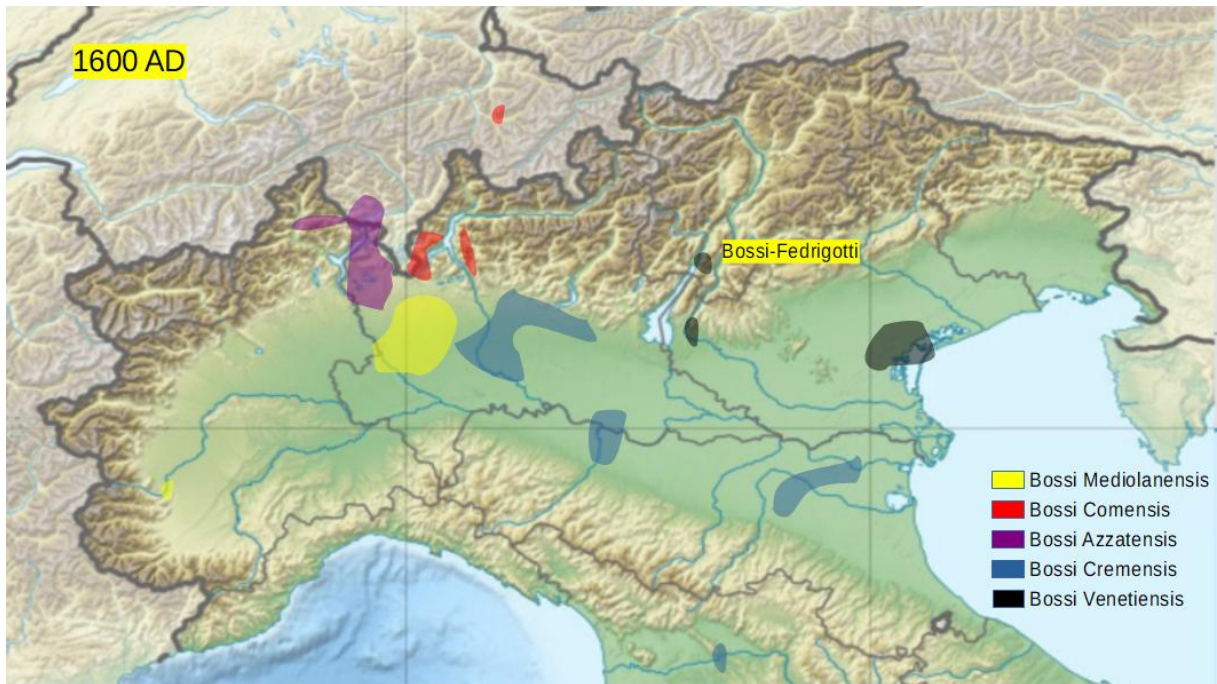 1600 AD
Bossi-Fedrigotti
Bossi Mediolanensis
Bossi Comensis
Bossi Azzatensis
Bossi Cremensis
Bossi Venetiensis